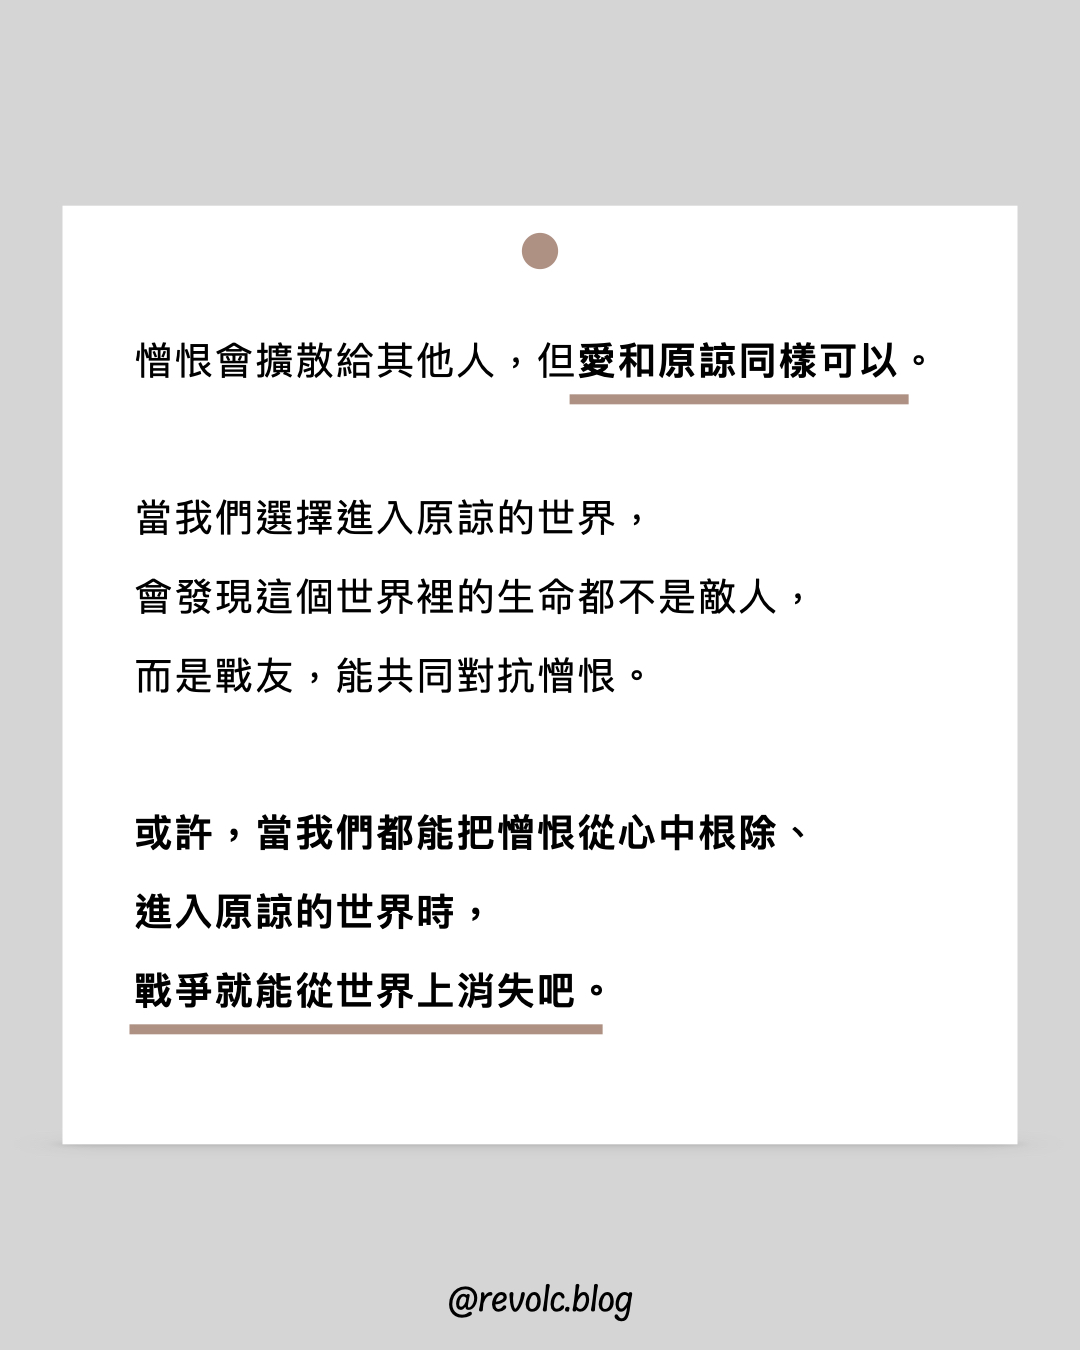 憎恨會擴散給其他人，但愛和原諒同樣可以。
當我們選擇進入原諒的世界，
會發現這個世界裡的生命都不是敵人，
而是戰友，能共同對抗憎恨。
或許，當我們都能把憎恨從心中根除、
進入原諒的世界時，
戰爭就能從世界上消失吧。
@revolc.blog